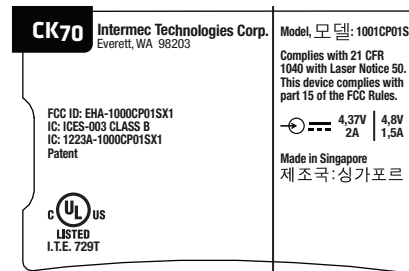 CK70
Intermec Technologies Corp.
Everett, WA 98203
FCC ID: EHA-1000CP01SX1
IC: ICES-003 CLASS B
IC: 1223A-1000CP01SX1
Patent
C UL US
LISTED
I.T.E. 729T
Model, 모델: 1001CP01S
Complies with 21 CFR
1040 with Laser Notice 50.
This device complies with
part 15 of the FCC Rules.
4,37V 4,8V
2A 1,5A
Made in Singapore
제조국:싱가포르